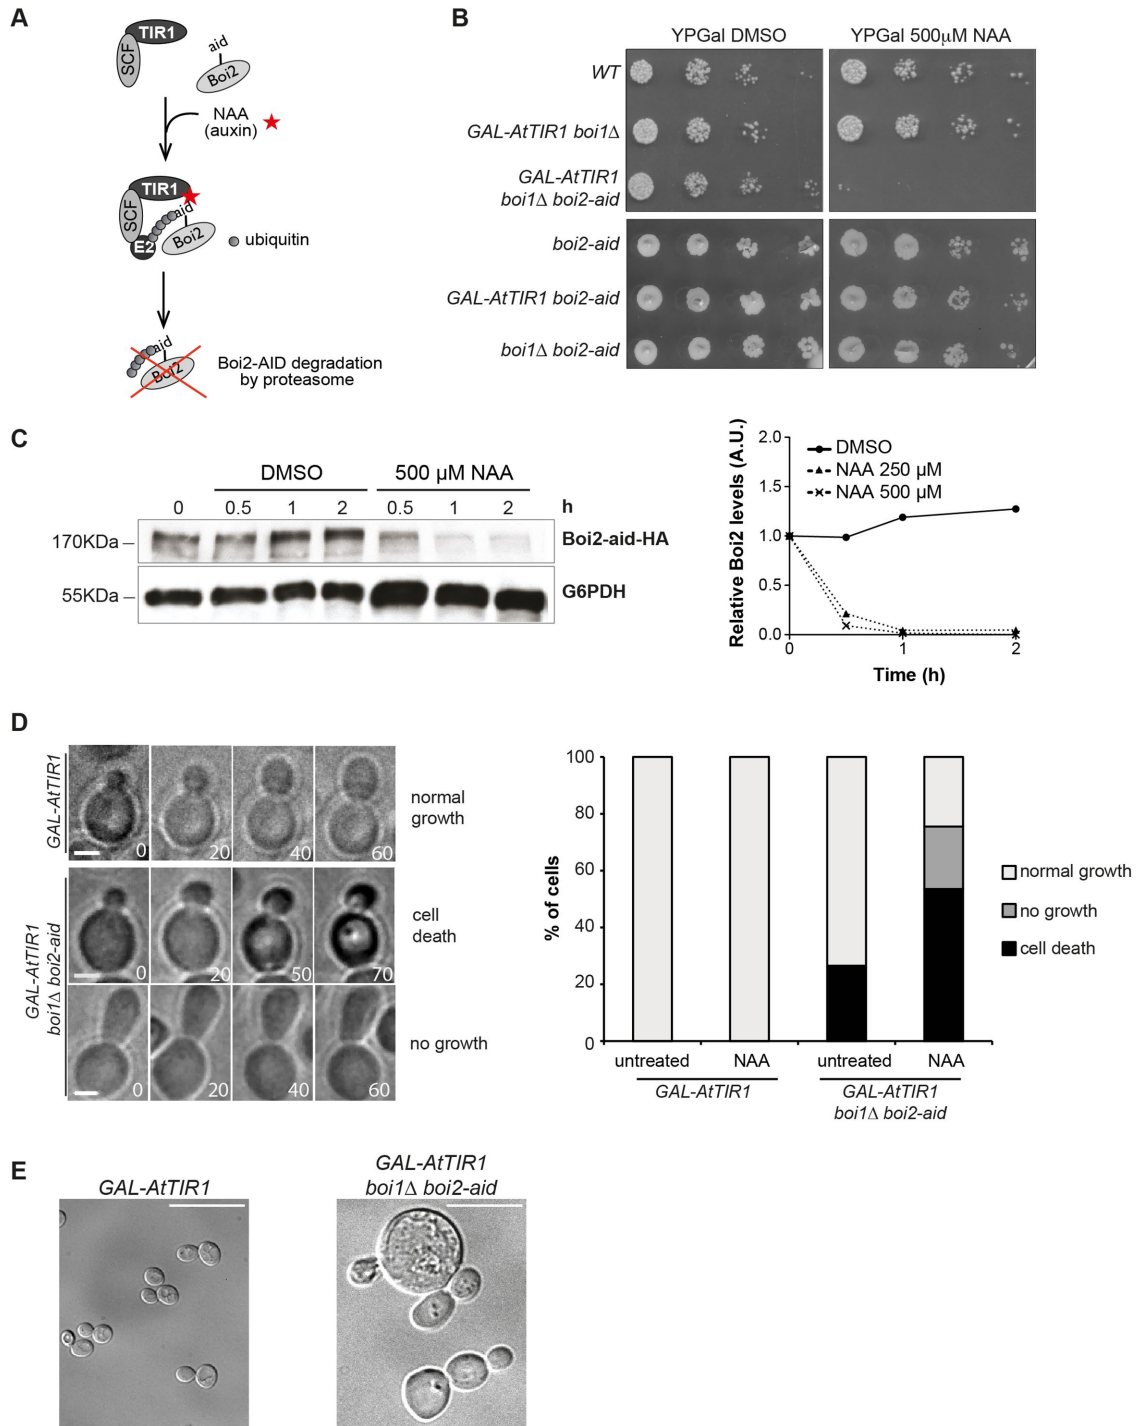 A
TIR1
SCF
aid
Boi2
NAA
(auxin)
TIR1
SCF
aid
E2
Boi2
ubiquitin
aid
Boi2
Boi2-AID degradation
by proteasome
B
YPGal DMSO
YPGal 500µM NAA
WT
GAL-AtTIR1 boi1Δ
GAL-AtTIR1
boi1Δ boi2-aid
boi2-aid
GAL-AtTIR1 boi2-aid
boi1Δ boi2-aid
C
DMSO
500 µM NAA
0 0.5 1 2 0.5 1 2 h
170KDa
Boi2-aid-HA
55KDa
G6PDH
Relative Boi2 levels (A.U.)
2.0
1.5
1.0
0.5
0.0
DMSO
NAA 250 µM
NAA 500 µM
0 1 2
Time (h)
D
GAL-AtTIR1
0 20 40 60
normal
growth
GAL-AtTIR1
boi1Δ boi2-aid
0 20 50 70
cell
death
0 20 40 60
no growth
% of cells
100
80
60
40
20
0
normal growth
no growth
cell death
untreated NAA untreated NAA
GAL-AtTIR1
GAL-AtTIR1
boi1Δ boi2-aid
E
GAL-AtTIR1
GAL-AtTIR1
boi1Δ boi2-aid